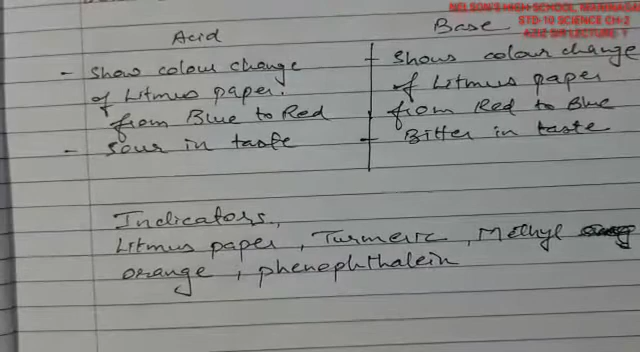 NELSON'S HIGH SCHOOL,
STD-10 SCIENCE CH-2
Acid
Base
- Show colour change
of Litmus paper.
from Blue to Red
- Sour in taste
- Shows colour change
of Litmus paper
from Red to Blue
- Bitter in taste
Indicators,
Litmus paper, Turmeric, Methyl
orange, phenophthalein